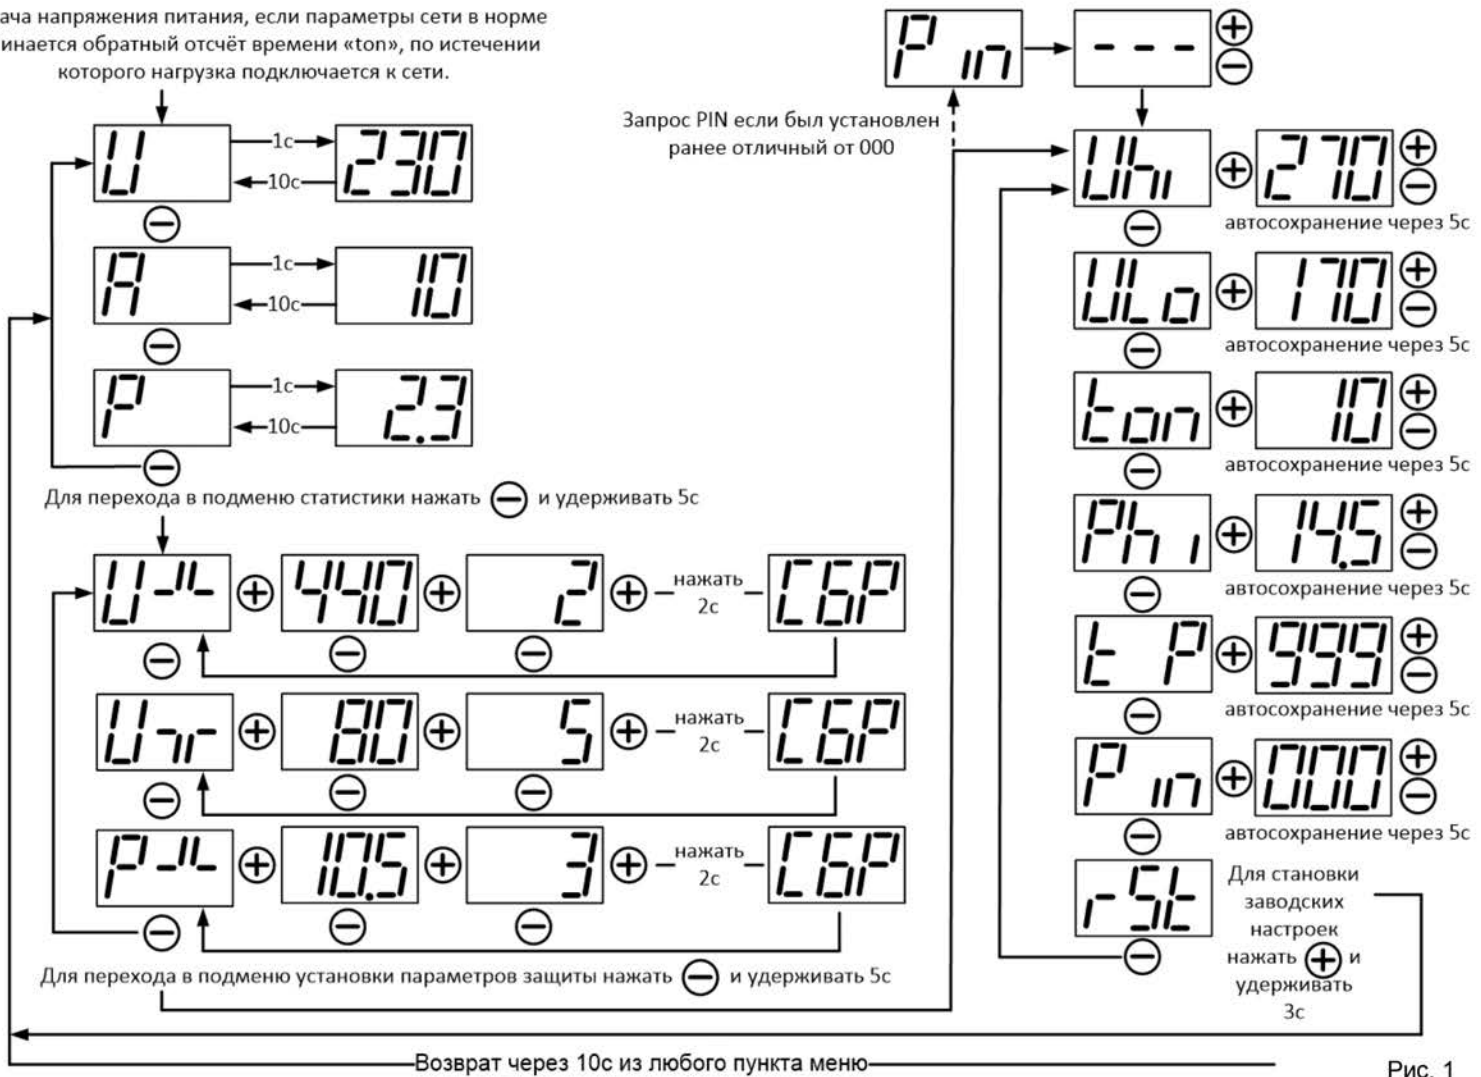 ача напряжения питания, если параметры сети в норме
инается обратный отсчёт времени «ton», по истечении
которого нагрузка подключается к сети.
U
1с
10с
230
A
1с
10с
10
P
1с
10с
2.3
Для перехода в подменю статистики нажать и удерживать 5с
440
2
нажать
2с
СБР
80
5
нажать
2с
СБР
10.5
3
нажать
2с
СБР
Для перехода в подменю установки параметров защиты нажать и удерживать 5с
Pin
- - -
Запрос PIN если был установлен
ранее отличный от 000
Uhi
270
автосохранение через 5с
ULo
170
автосохранение через 5с
ton
10
автосохранение через 5с
Phi
14.5
автосохранение через 5с
t P
999
автосохранение через 5с
Pin
000
автосохранение через 5с
rSt
Для становки
заводских
настроек
нажать + и
удерживать
3с
Возврат через 10с из любого пункта меню
Рис. 1